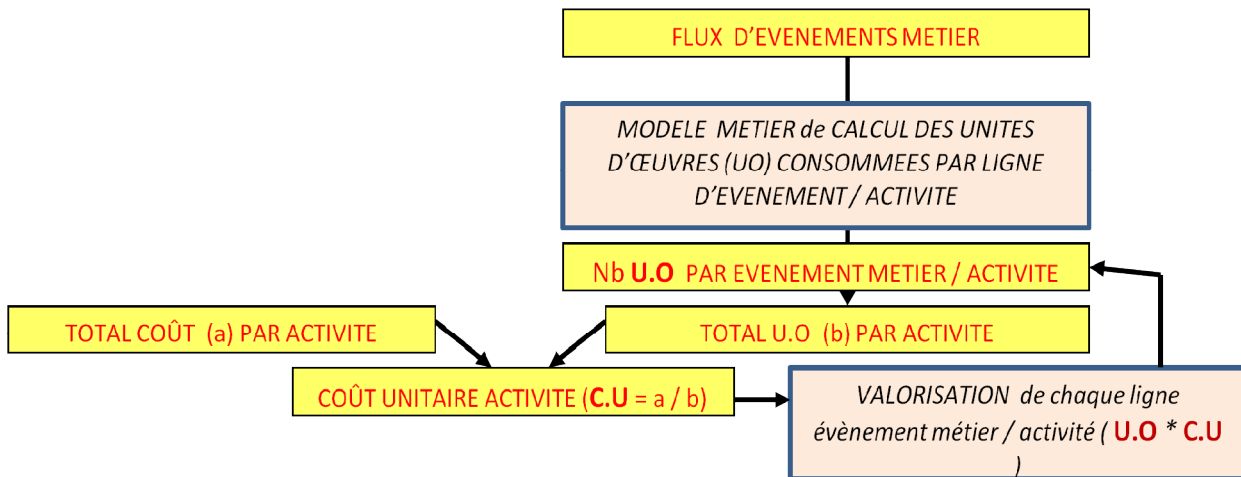 FLUX D’EVENEMENTS METIER
MODELE METIER de CALCUL DES UNITES
D’ŒUVRES (UO) CONSOMMEES PAR LIGNE
D’EVENEMENT / ACTIVITE
Nb U.O PAR EVENEMENT METIER / ACTIVITE
TOTAL COÛT (a) PAR ACTIVITE
TOTAL U.O (b) PAR ACTIVITE
COÛT UNITAIRE ACTIVITE (C.U = a / b)
VALORISATION de chaque ligne
évènement métier / activité ( U.O * C.U
)